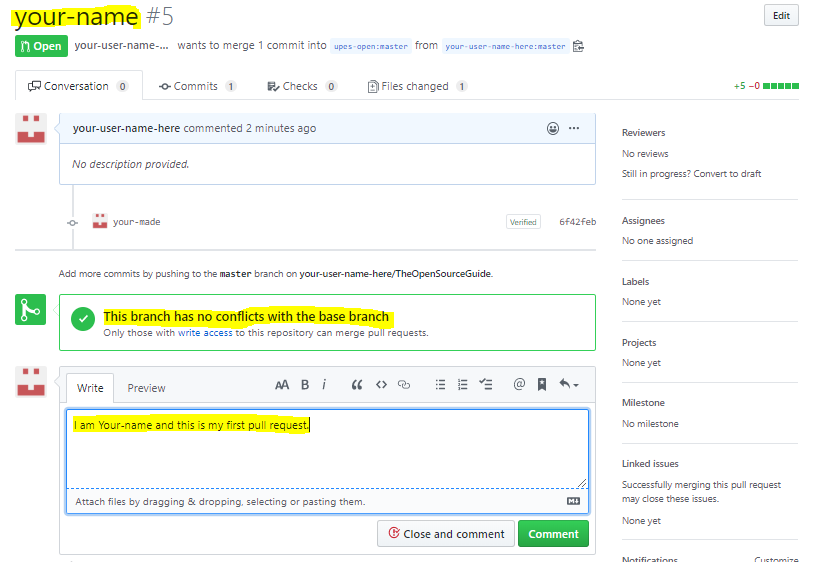 your-name #5
Edit
Open your-user-name-... wants to merge 1 commit into upes-open:master from your-user-name-here:master
Conversation 0 Commits 1 Checks 0 Files changed 1
+5 −0
your-user-name-here commented 2 minutes ago
No description provided.
your-made Verified 6f42feb
Add more commits by pushing to the master branch on your-user-name-here/TheOpenSourceGuide.
This branch has no conflicts with the base branch
Only those with write access to this repository can merge pull requests.
Write Preview AA B i
I am Your-name and this is my first pull request.
Attach files by dragging & dropping, selecting or pasting them.
Close and comment Comment
Reviewers
No reviews
Still in progress? Convert to draft
Assignees
No one assigned
Labels
None yet
Projects
None yet
Milestone
No milestone
Linked issues
Successfully merging this pull request
may close these issues.
None yet
Notifications Customize